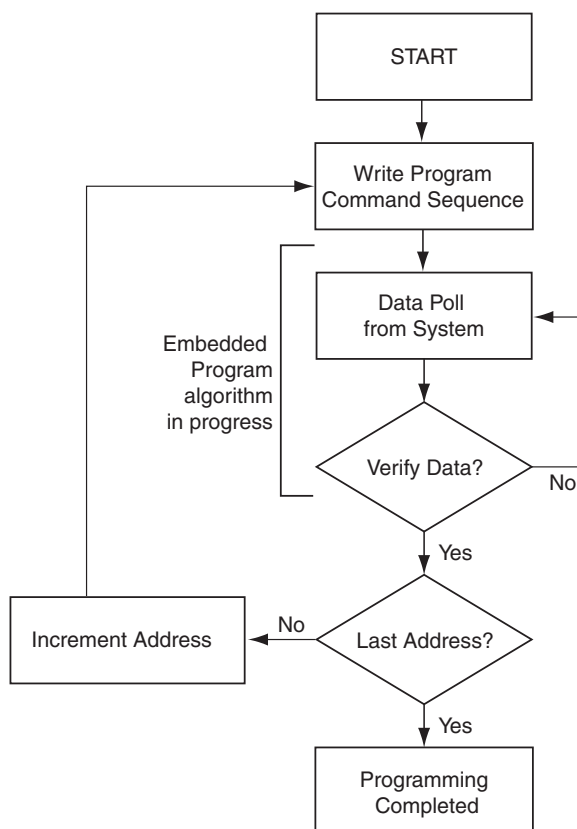 START
Write Program
Command Sequence
Data Poll
from System
Embedded
Program
algorithm
in progress
Verify Data?
No
Yes
Last Address?
No
Increment Address
Yes
Programming
Completed